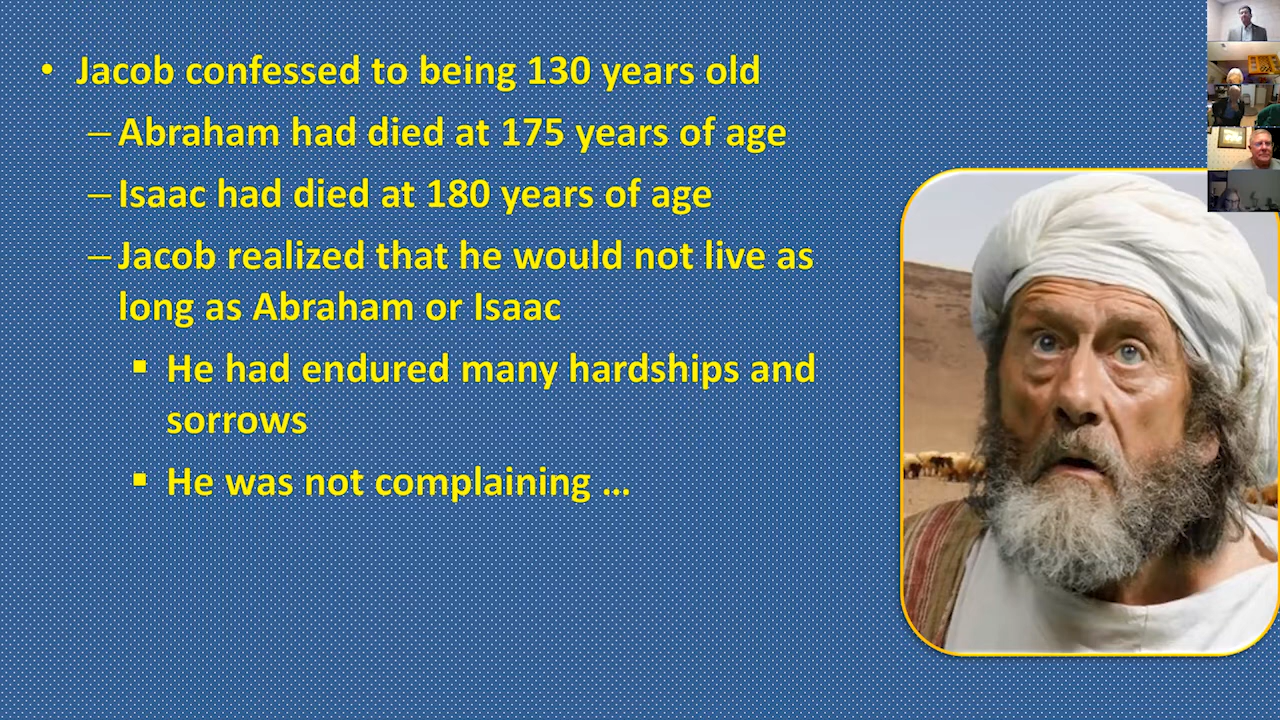 • Jacob confessed to being 130 years old
– Abraham had died at 175 years of age
– Isaac had died at 180 years of age
– Jacob realized that he would not live as
long as Abraham or Isaac
▪ He had endured many hardships and
sorrows
▪ He was not complaining …